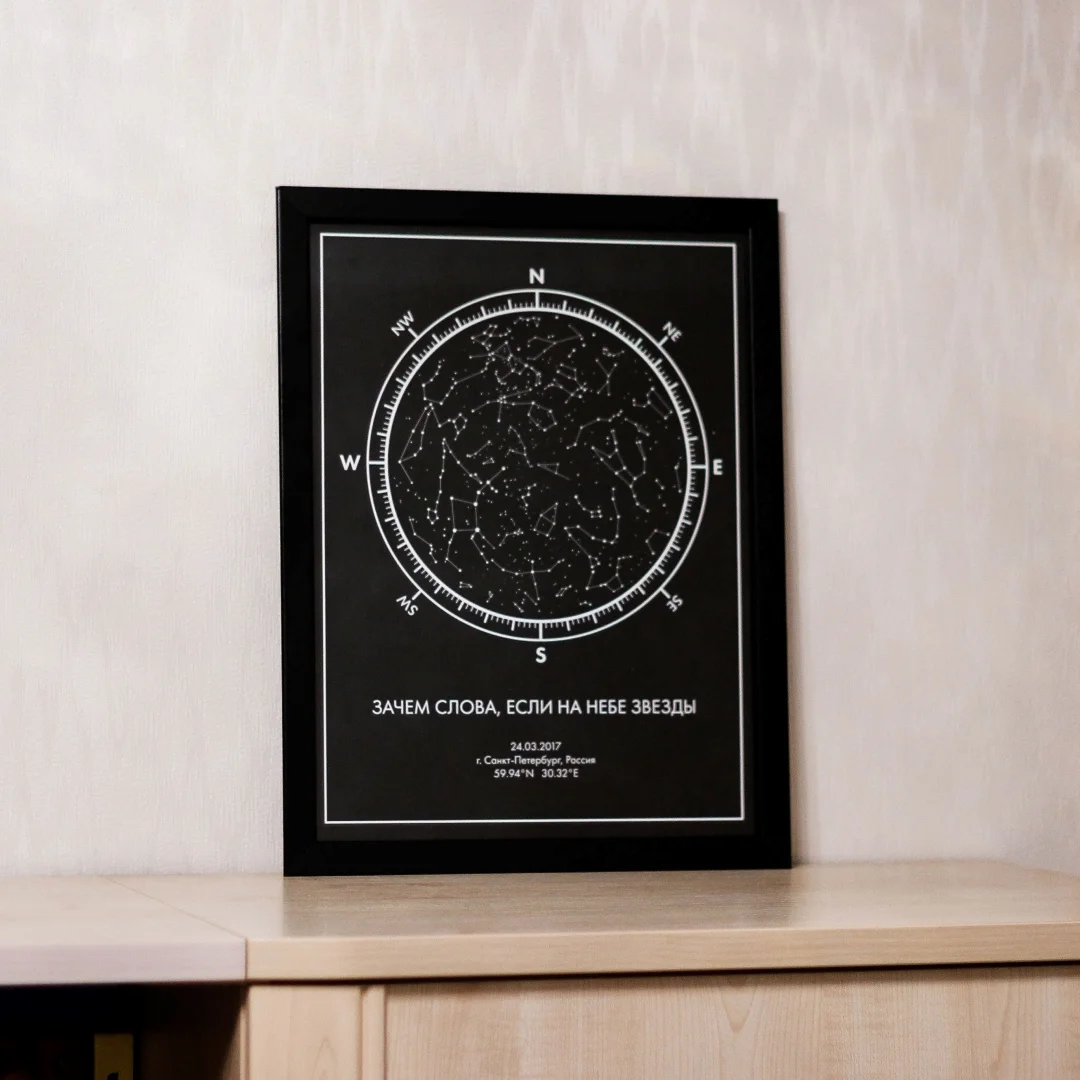 N
NW
NE
W
E
SW
SE
S
ЗАЧЕМ СЛОВА, ЕСЛИ НА НЕБЕ ЗВЕЗДЫ
24.03.2017
г. Санкт-Петербург, Россия
59.94°N 30.32°E